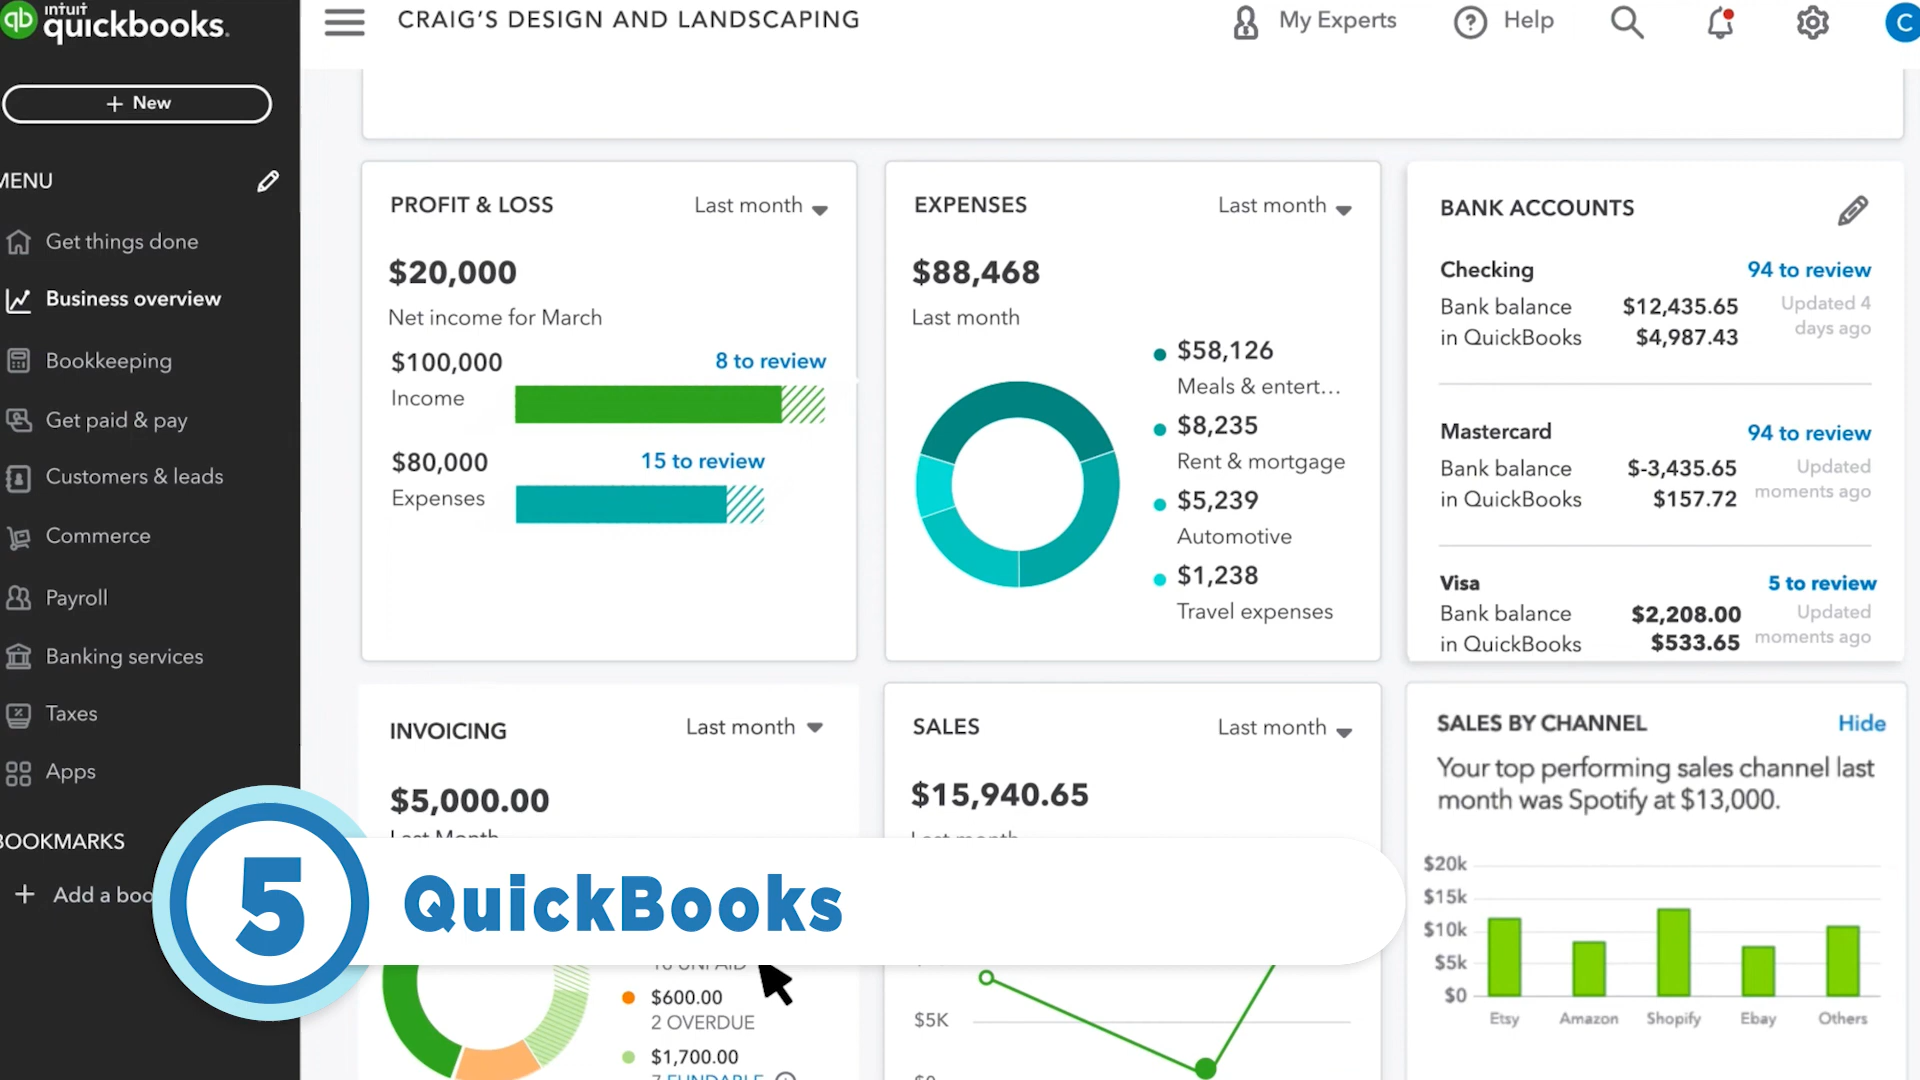 ıntuıt
quickbooks.
CRAIG'S DESIGN AND LANDSCAPING
My Experts
Help
C
+ New
MENU
Get things done
Business overview
Bookkeeping
Get paid & pay
Customers & leads
Commerce
Payroll
Banking services
Taxes
Apps
BOOKMARKS
+ Add a boo
PROFIT & LOSS
Last month
$20,000
Net income for March
$100,000
8 to review
Income
$80,000
15 to review
Expenses
EXPENSES
Last month
$88,468
Last month
$58,126
Meals & entert...
$8,235
Rent & mortgage
$5,239
Automotive
$1,238
Travel expenses
BANK ACCOUNTS
Checking
94 to review
Bank balance $12,435.65 Updated 4
in QuickBooks $4,987.43 days ago
Mastercard
94 to review
Bank balance $-3,435.65 Updated
in QuickBooks $157.72 moments ago
Visa
5 to review
Bank balance $2,208.00 Updated
in QuickBooks $533.65 moments ago
INVOICING
Last month
$5,000.00
Last Month
$600.00
2 OVERDUE
$1,700.00
7 FUNDABLE
SALES
Last month
$15,940.65
Last month
$5K
$0
SALES BY CHANNEL
Hide
Your top performing sales channel last
month was Spotify at $13,000.
$20k
$15k
$10k
$5k
$0
Etsy Amazon Shopify Ebay Others
5
QuickBooks